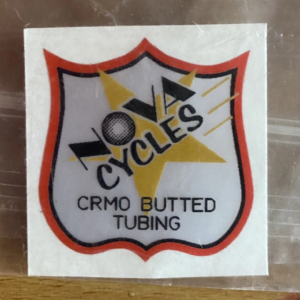 NOVA
CYCLES
CRMO BUTTED
TUBING